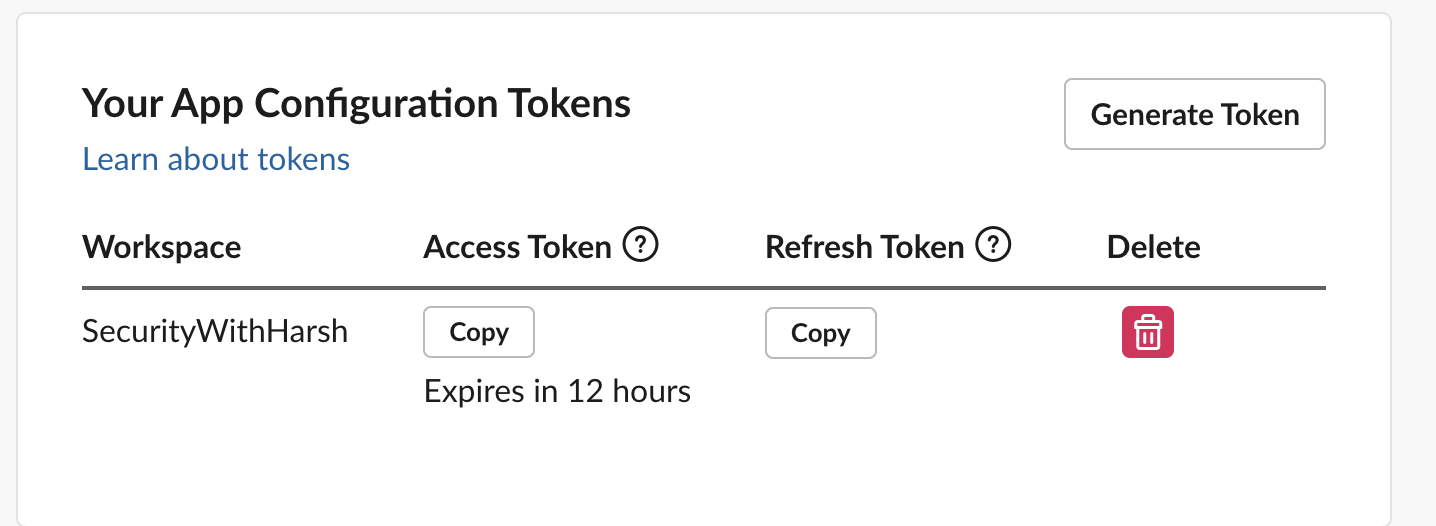 Your App Configuration Tokens
Generate Token
Learn about tokens
Workspace Access Token ? Refresh Token ? Delete
SecurityWithHarsh Copy Copy
Expires in 12 hours